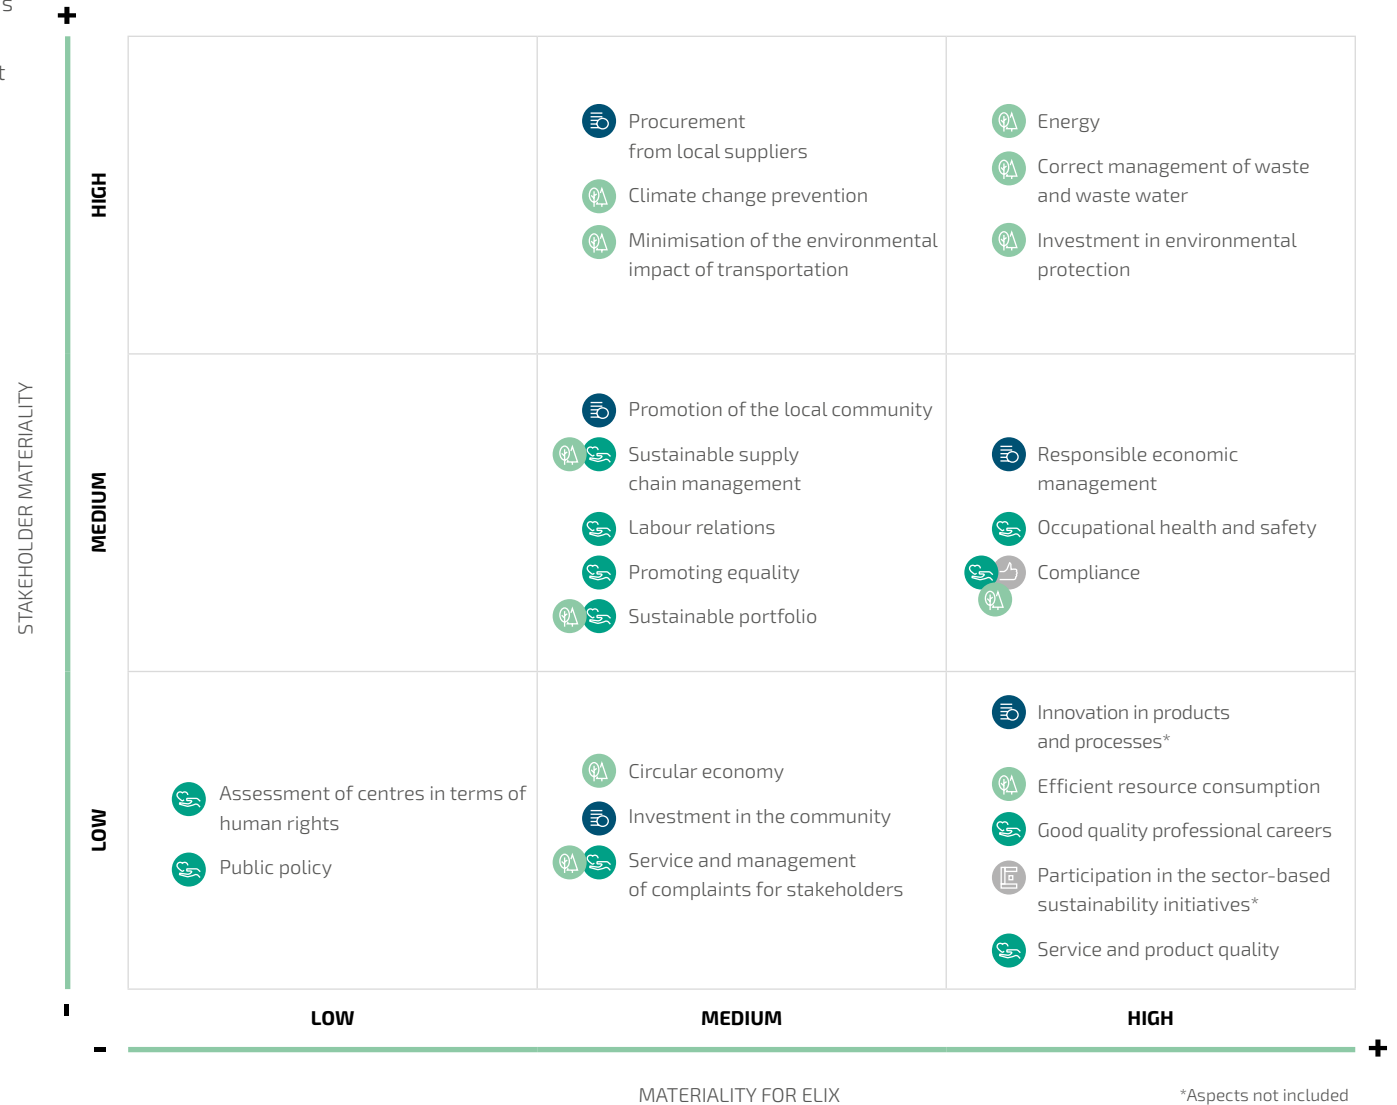 s
t
+
STAKEHOLDER MATERIALITY
HIGH
Procurement
from local suppliers
Climate change prevention
Minimisation of the environmental
impact of transportation
Energy
Correct management of waste
and waste water
Investment in environmental
protection
MEDIUM
Promotion of the local community
Sustainable supply
chain management
Labour relations
Promoting equality
Sustainable portfolio
Responsible economic
management
Occupational health and safety
Compliance
LOW
Assessment of centres in terms of
human rights
Public policy
Circular economy
Investment in the community
Service and management
of complaints for stakeholders
Innovation in products
and processes*
Efficient resource consumption
Good quality professional careers
Participation in the sector-based
sustainability initiatives*
Service and product quality
-
LOW
MEDIUM
HIGH
-
+
MATERIALITY FOR ELIX
*Aspects not included